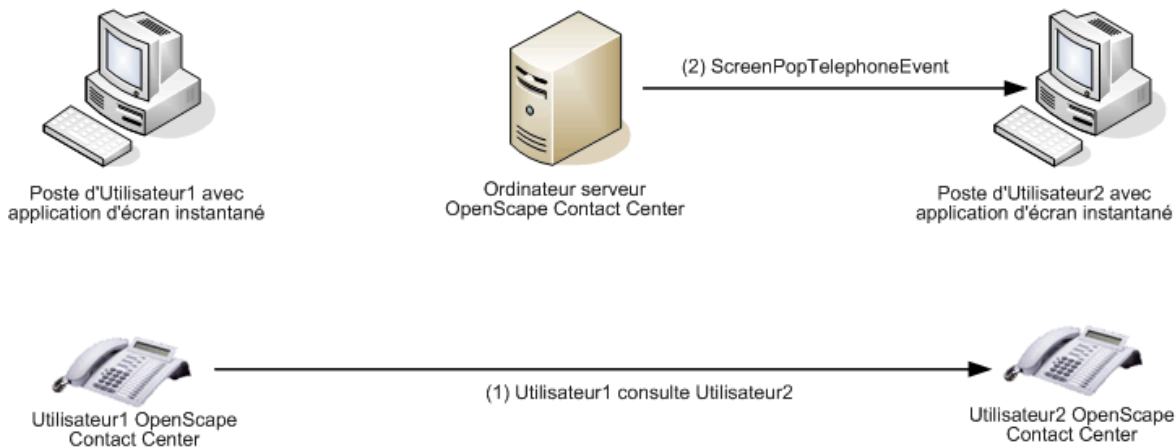 (2) ScreenPopTelephoneEvent
Poste d'Utilisateur1 avec
application d'écran instantané
Ordinateur serveur
OpenScape Contact Center
Poste d'Utilisateur2 avec
application d'écran instantané
(1) Utilisateur1 consulte Utilisateur2
Utilisateur1 OpenScape
Contact Center
Utilisateur2 OpenScape
Contact Center